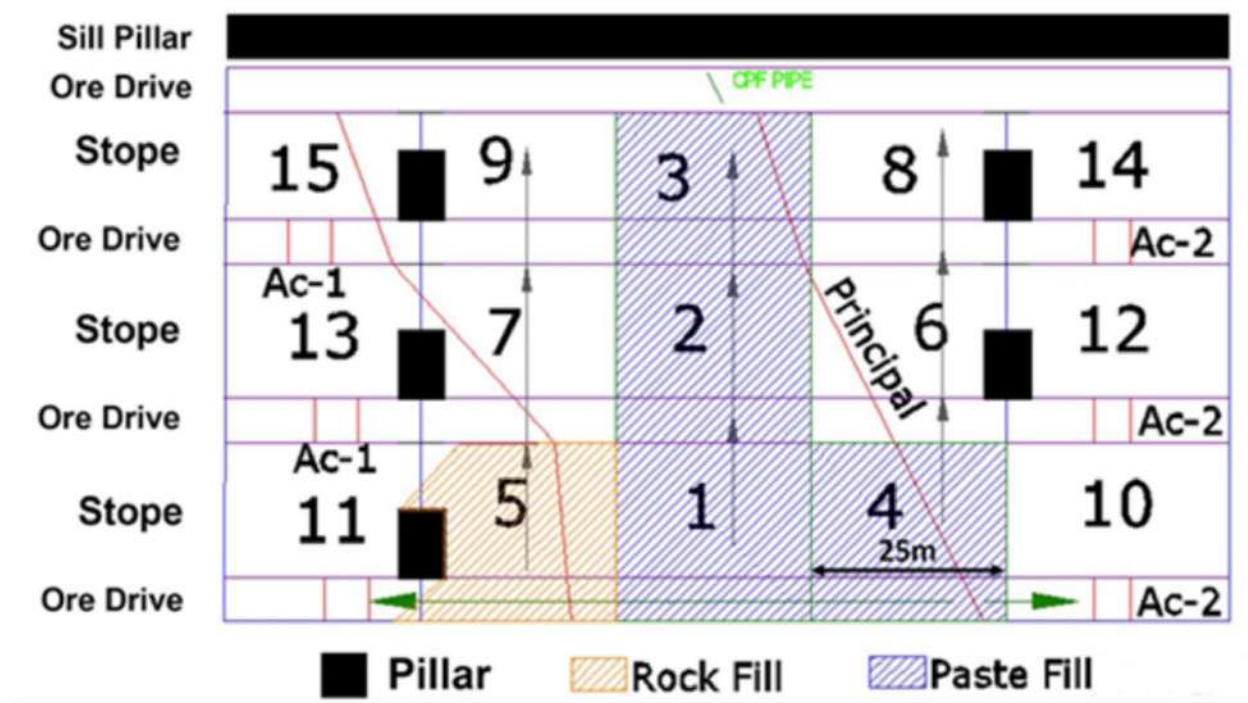 Sill Pillar
Ore Drive
CPF PIPE
Stope
15
9
3
8
14
Ore Drive
Ac-1
Ac-2
Stope
13
7
2
Principal
6
12
Ore Drive
Ac-1
Ac-2
Stope
11
5
1
4
25m
10
Ore Drive
Ac-2
Pillar
Rock Fill
Paste Fill